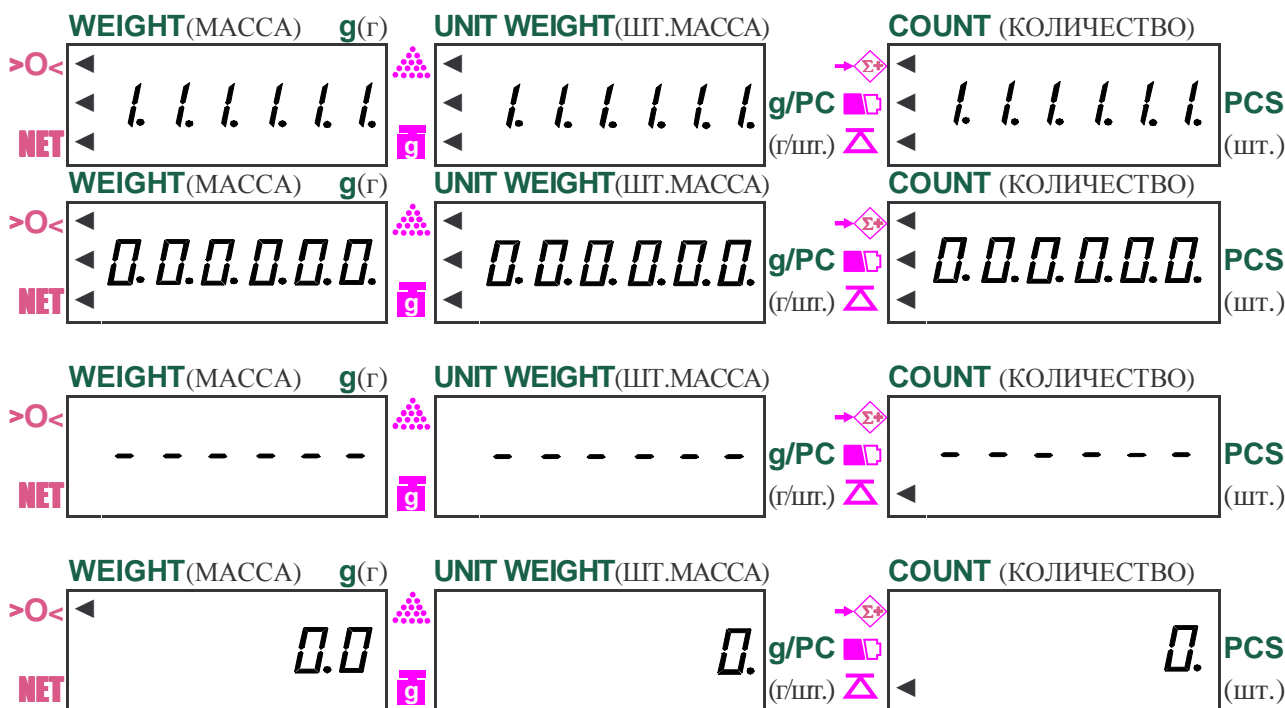 WEIGHT(МАССА) g(г) UNIT WEIGHT(ШТ.МАССА) COUNT (КОЛИЧЕСТВО)
>O< Σ+
1.1.1.1.1.1. 1.1.1.1.1.1. g/PC 1.1.1.1.1.1. PCS
NET g (г/шт.) (шт.)
WEIGHT(МАССА) g(г) UNIT WEIGHT(ШТ.МАССА) COUNT (КОЛИЧЕСТВО)
>O< Σ+
0.0.0.0.0.0. 0.0.0.0.0.0. g/PC 0.0.0.0.0.0. PCS
NET g (г/шт.) (шт.)
WEIGHT(МАССА) g(г) UNIT WEIGHT(ШТ.МАССА) COUNT (КОЛИЧЕСТВО)
>O< Σ+
- - - - - - - - - - - - g/PC - - - - - - PCS
NET g (г/шт.) (шт.)
WEIGHT(МАССА) g(г) UNIT WEIGHT(ШТ.МАССА) COUNT (КОЛИЧЕСТВО)
>O< Σ+
0.0 0. g/PC 0. PCS
NET g (г/шт.) (шт.)